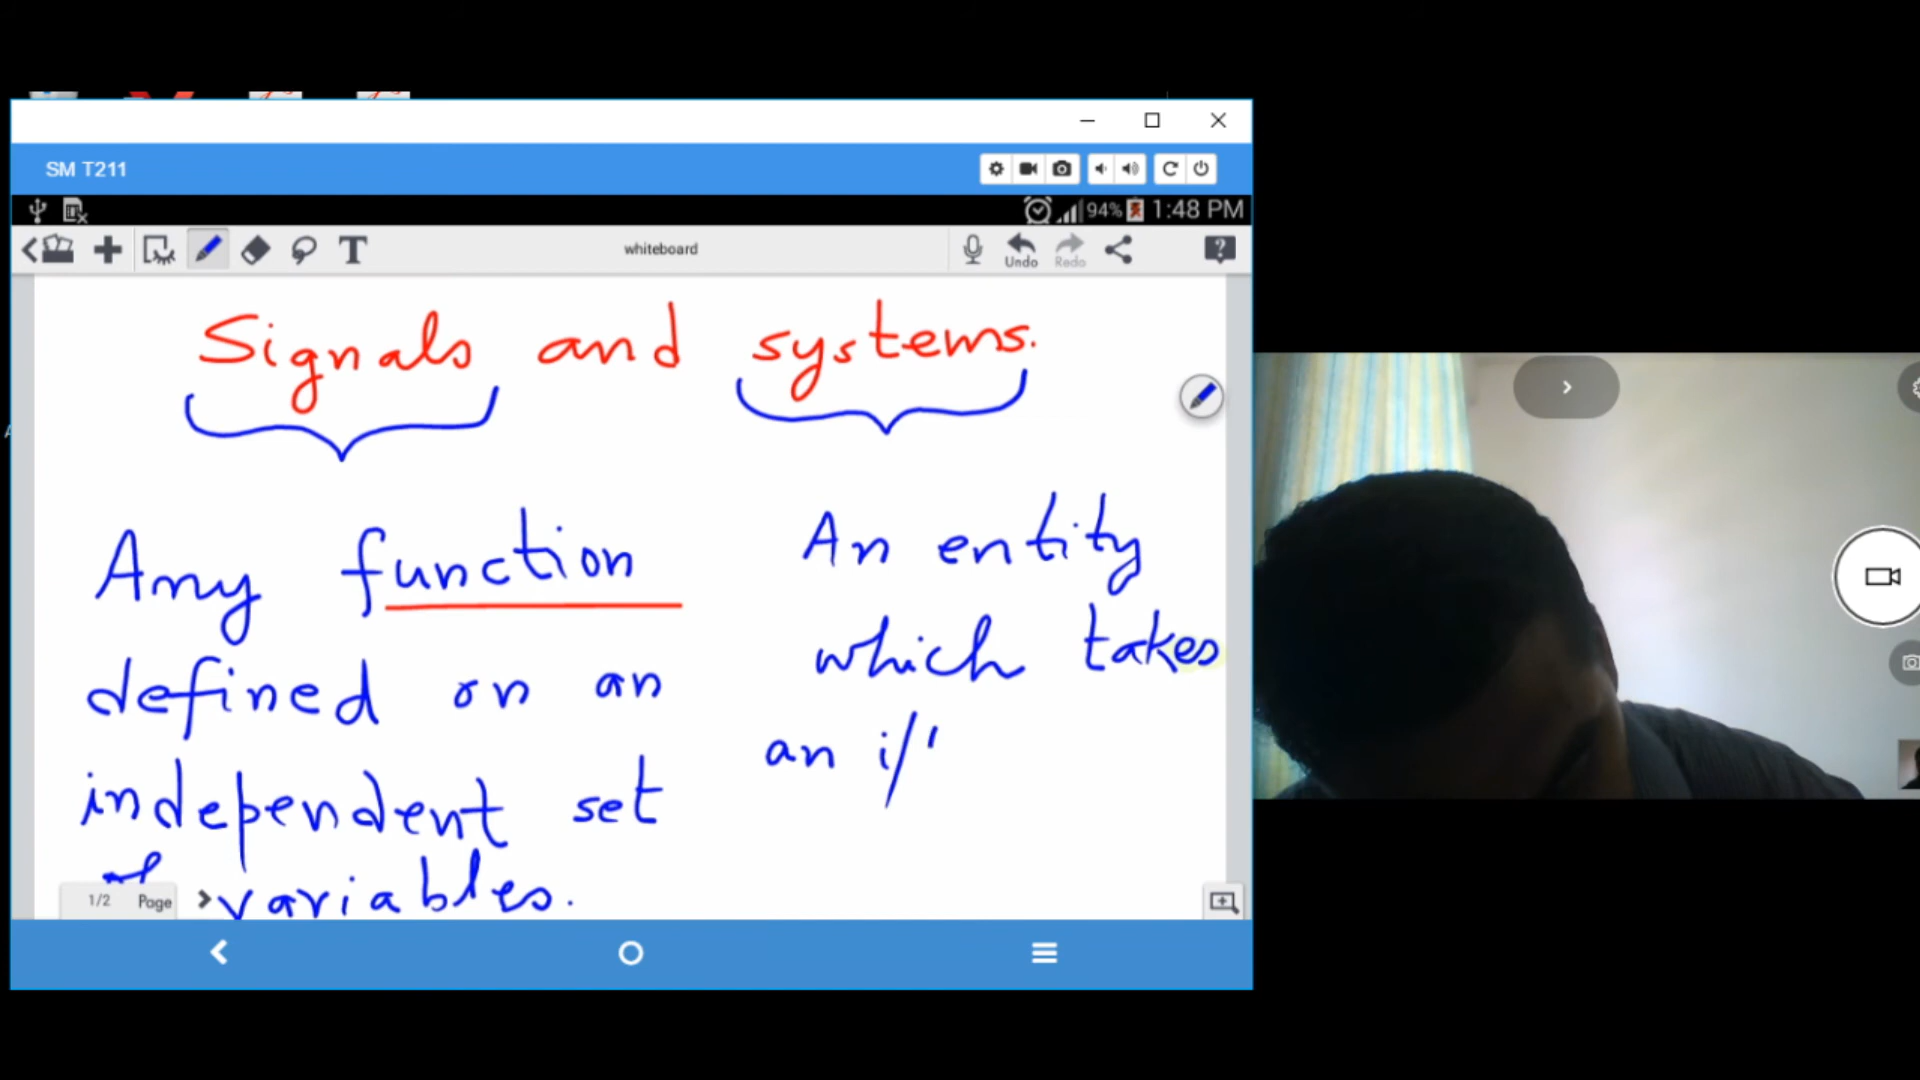 SM T211
94% 1:48 PM
whiteboard
Undo Redo
Signals and systems.
Any function
defined on an
independent set
of variables.
An entity
which takes
an i/
1/2 Page